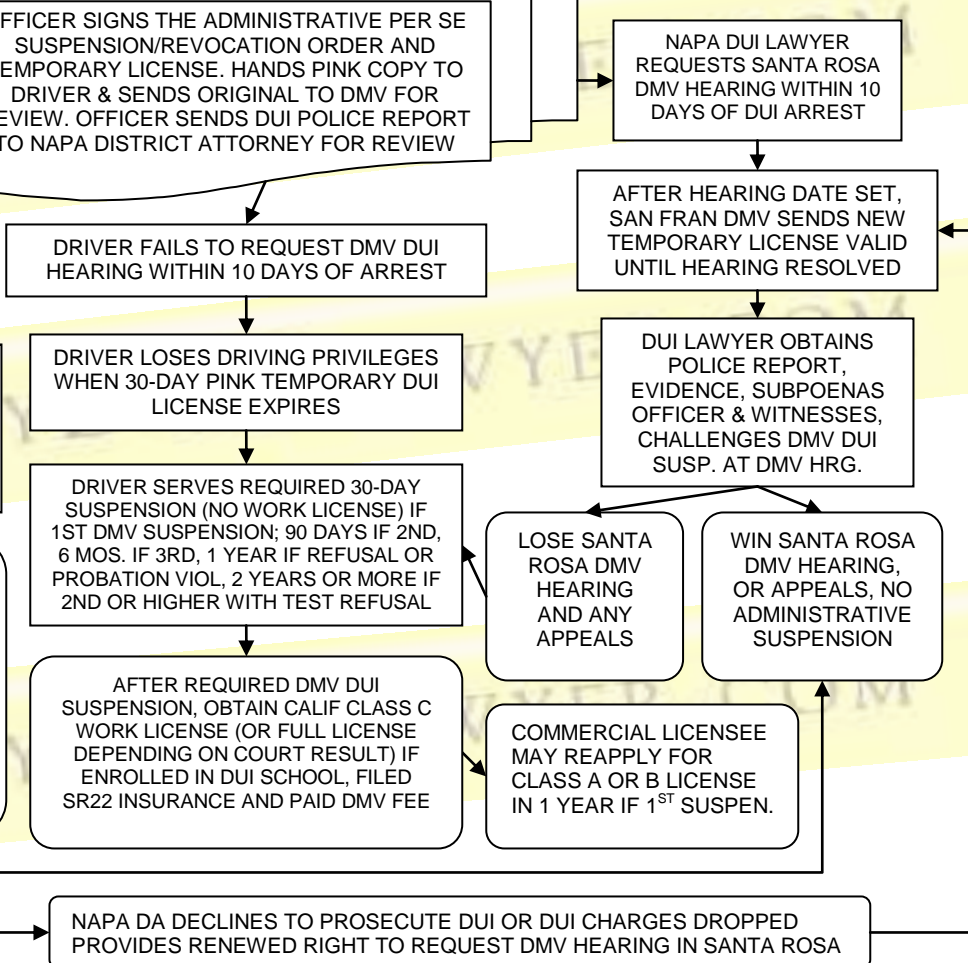 FFICER SIGNS THE ADMINISTRATIVE PER SE
SUSPENSION/REVOCATION ORDER AND
EMPORARY LICENSE. HANDS PINK COPY TO
DRIVER & SENDS ORIGINAL TO DMV FOR
EVIEW. OFFICER SENDS DUI POLICE REPORT
TO NAPA DISTRICT ATTORNEY FOR REVIEW
NAPA DUI LAWYER
REQUESTS SANTA ROSA
DMV HEARING WITHIN 10
DAYS OF DUI ARREST
DRIVER FAILS TO REQUEST DMV DUI
HEARING WITHIN 10 DAYS OF ARREST
AFTER HEARING DATE SET,
SAN FRAN DMV SENDS NEW
TEMPORARY LICENSE VALID
UNTIL HEARING RESOLVED
DRIVER LOSES DRIVING PRIVILEGES
WHEN 30-DAY PINK TEMPORARY DUI
LICENSE EXPIRES
DUI LAWYER OBTAINS
POLICE REPORT,
EVIDENCE, SUBPOENAS
OFFICER & WITNESSES,
CHALLENGES DMV DUI
SUSP. AT DMV HRG.
DRIVER SERVES REQUIRED 30-DAY
SUSPENSION (NO WORK LICENSE) IF
1ST DMV SUSPENSION; 90 DAYS IF 2ND,
6 MOS. IF 3RD, 1 YEAR IF REFUSAL OR
PROBATION VIOL, 2 YEARS OR MORE IF
2ND OR HIGHER WITH TEST REFUSAL
LOSE SANTA
ROSA DMV
HEARING
AND ANY
APPEALS
WIN SANTA ROSA
DMV HEARING,
OR APPEALS, NO
ADMINISTRATIVE
SUSPENSION
AFTER REQUIRED DMV DUI
SUSPENSION, OBTAIN CALIF CLASS C
WORK LICENSE (OR FULL LICENSE
DEPENDING ON COURT RESULT) IF
ENROLLED IN DUI SCHOOL, FILED
SR22 INSURANCE AND PAID DMV FEE
COMMERCIAL LICENSEE
MAY REAPPLY FOR
CLASS A OR B LICENSE
IN 1 YEAR IF 1ST SUSPEN.
NAPA DA DECLINES TO PROSECUTE DUI OR DUI CHARGES DROPPED
PROVIDES RENEWED RIGHT TO REQUEST DMV HEARING IN SANTA ROSA